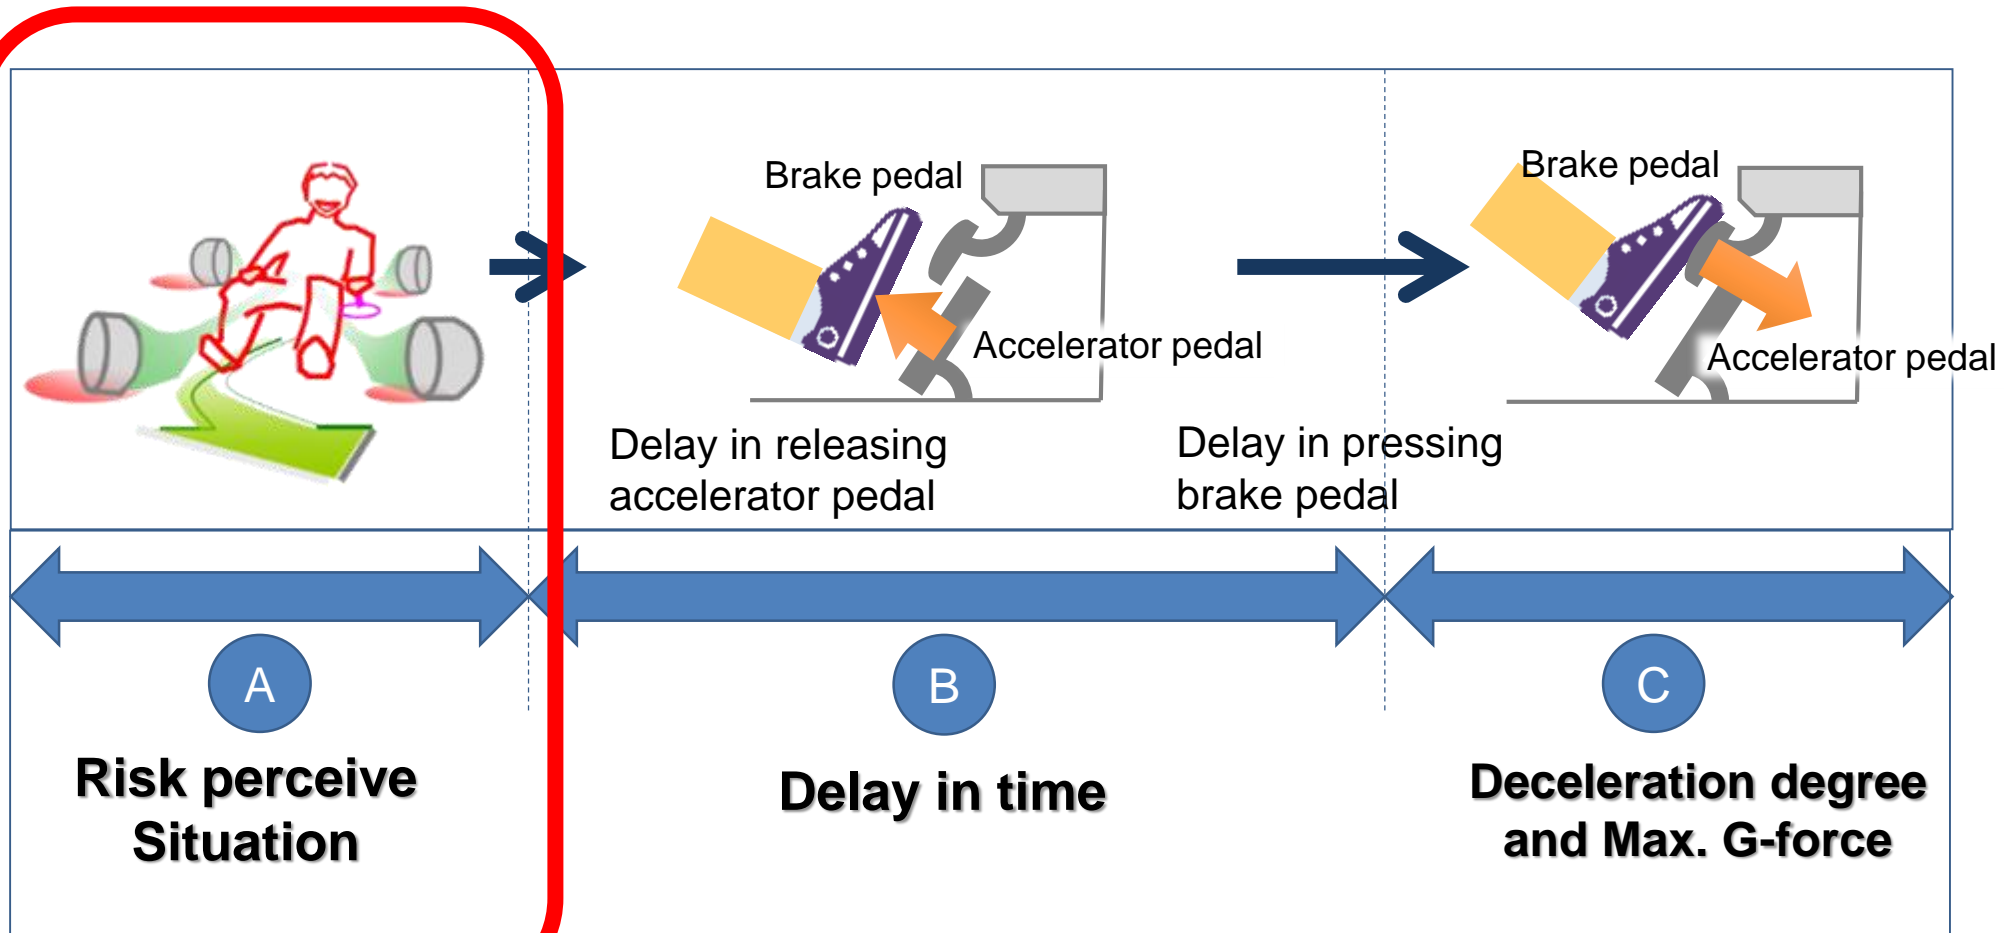 Brake pedal
Accelerator pedal
Delay in releasing
accelerator pedal
Delay in pressing
brake pedal
Brake pedal
Accelerator pedal
A
Risk perceive
Situation
B
Delay in time
C
Deceleration degree
and Max. G-force